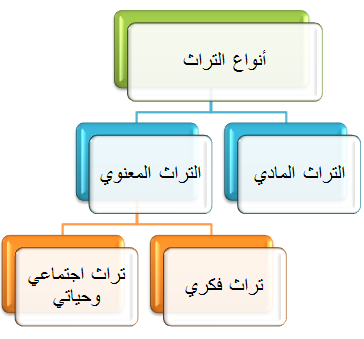 أنواع التراث
التراث المادي
التراث المعنوي
تراث فكري
تراث اجتماعي
وحياتي